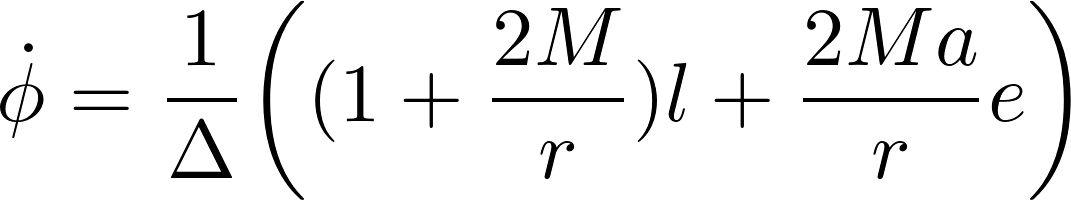 \dot{\phi} = \frac{1}{\Delta} \left( (1 + \frac{2M}{r})l + \frac{2Ma}{r}e \right)